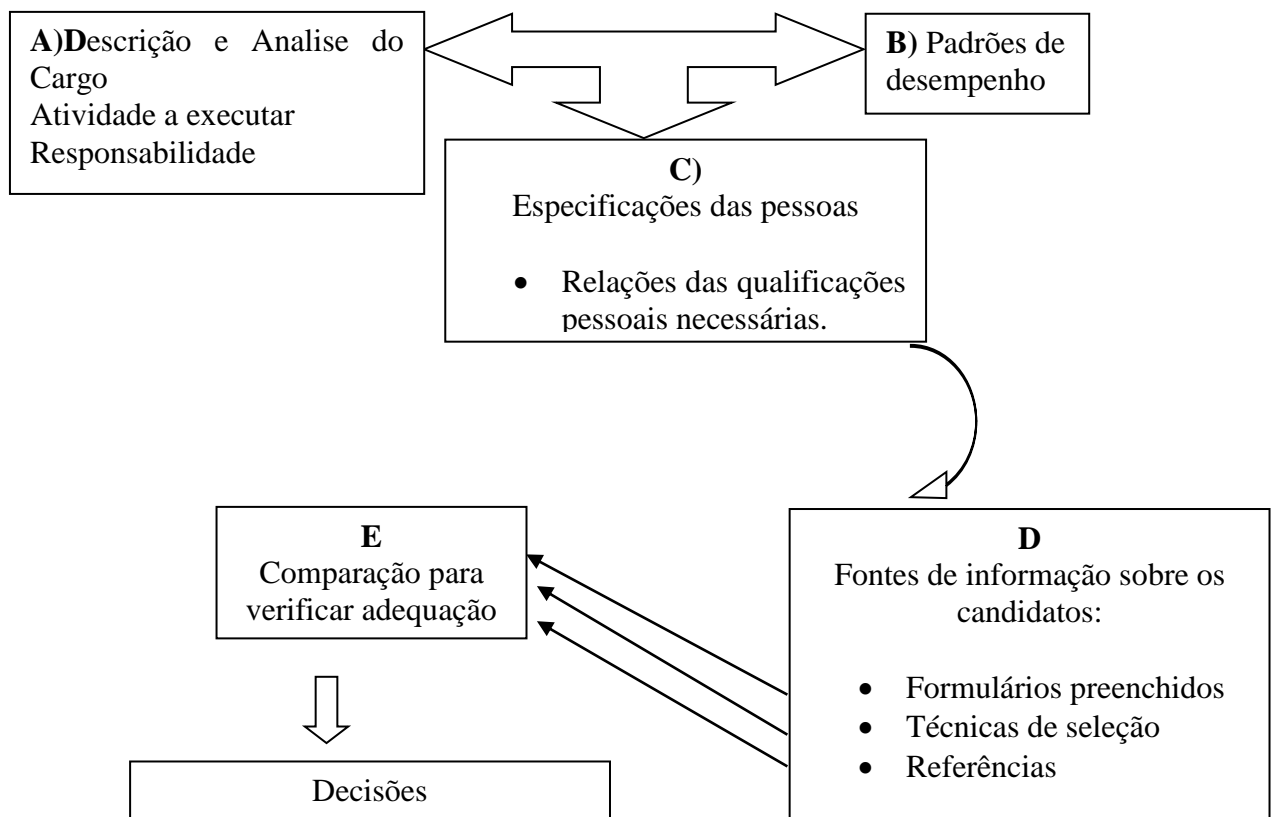 A)Descrição e Analise do
Cargo
Atividade a executar
Responsabilidade
B) Padrões de
desempenho
C)
Especificações das pessoas
• Relações das qualificações
pessoais necessárias.
D
Fontes de informação sobre os
candidatos:
• Formulários preenchidos
• Técnicas de seleção
• Referências
E
Comparação para
verificar adequação
Decisões